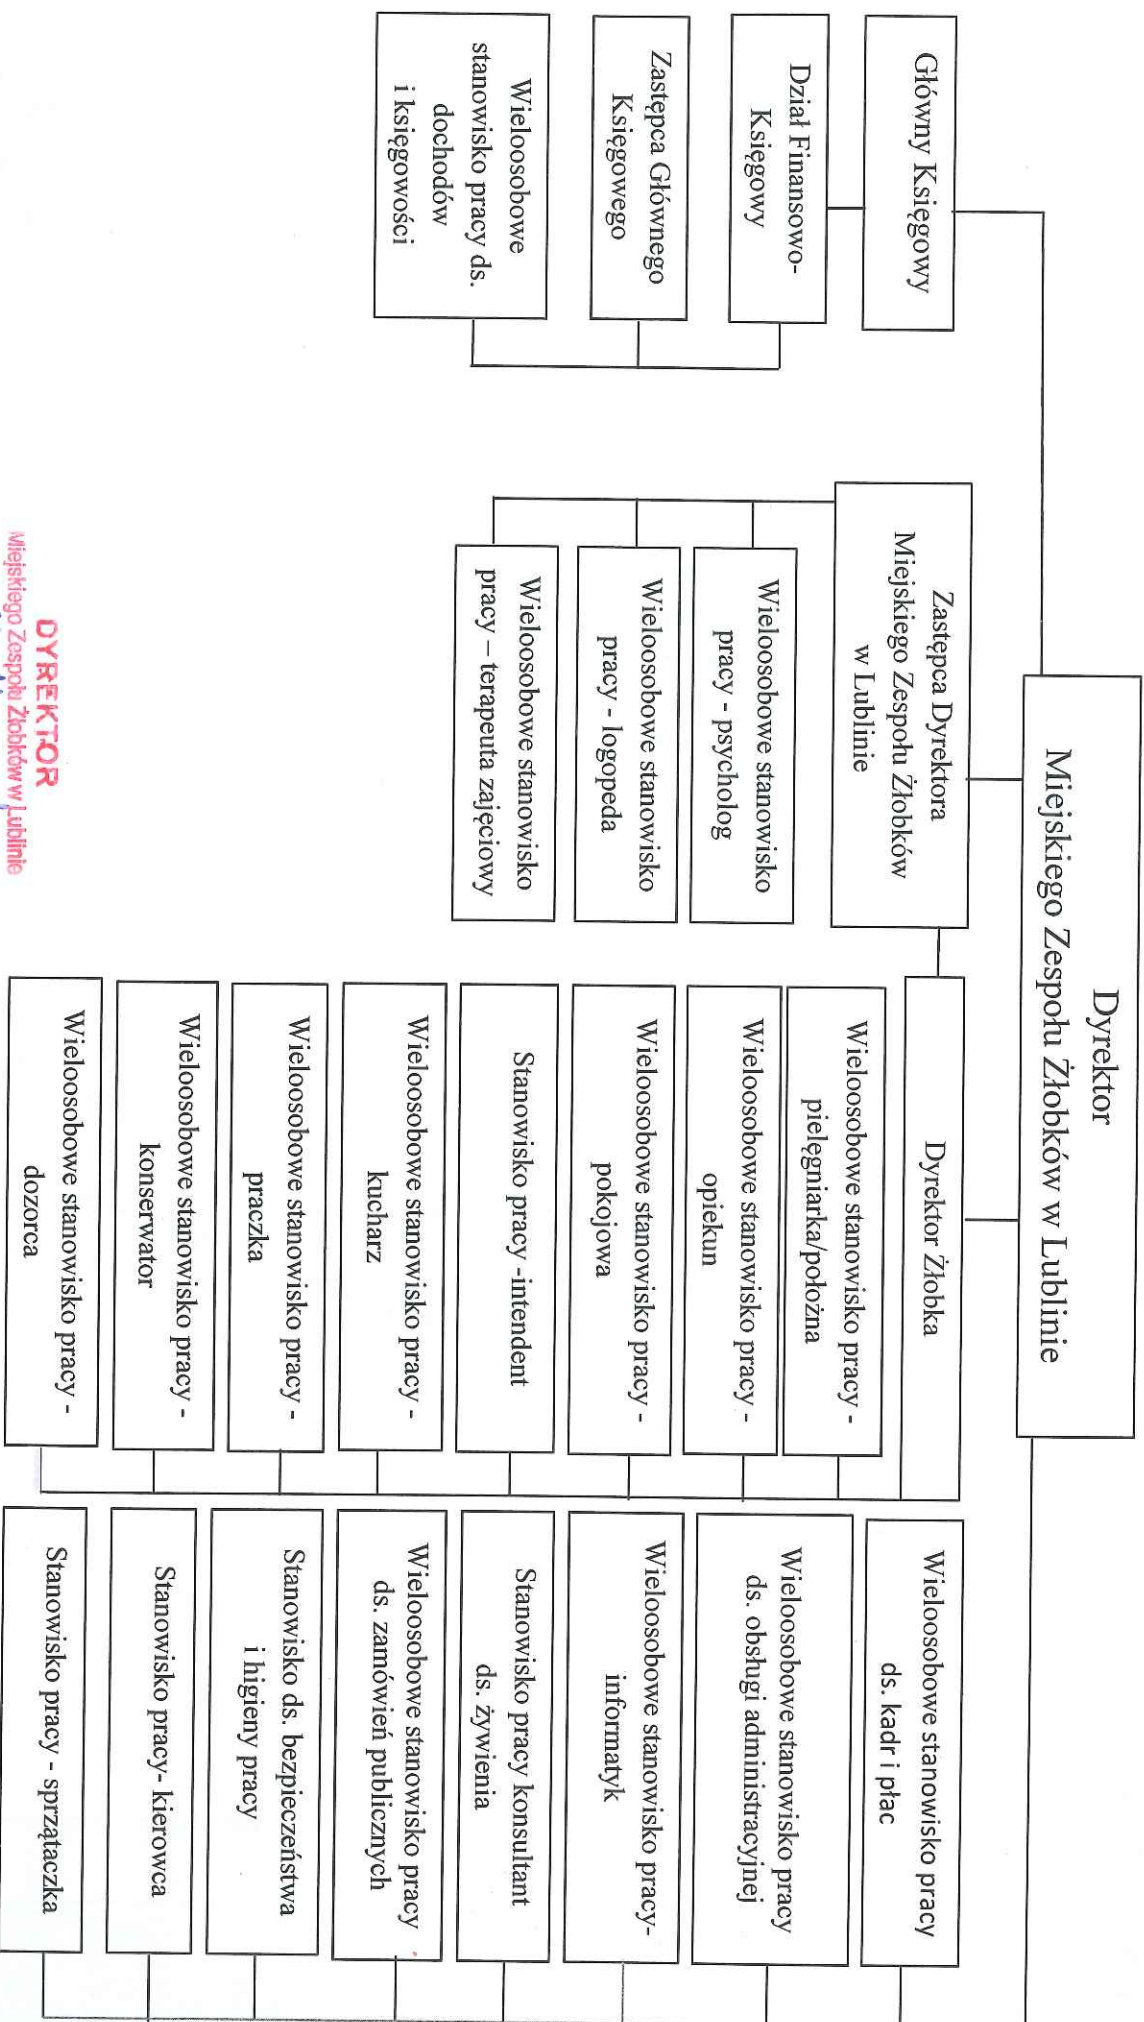 Dyrektor
Miejskiego Zespołu Żłobków w Lublinie
Główny Księgowy
Dział Finansowo-
Księgowy
Zastępca Głównego
Księgowego
Wieloosobowe
stanowisko pracy ds.
dochodów
i księgowości
Zastępca Dyrektora
Miejskiego Zespołu Żłobków
w Lublinie
Wieloosobowe stanowisko
pracy - psycholog
Wieloosobowe stanowisko
pracy - logopeda
Wieloosobowe stanowisko
pracy – terapeuta zajęciowy
Dyrektor Żłobka
Wieloosobowe stanowisko pracy -
pielęgniarka/położna
Wieloosobowe stanowisko pracy -
opiekun
Wieloosobowe stanowisko pracy -
pokojowa
Stanowisko pracy -intendent
Wieloosobowe stanowisko pracy -
kucharz
Wieloosobowe stanowisko pracy -
praczka
Wieloosobowe stanowisko pracy -
konserwator
Wieloosobowe stanowisko pracy -
dozorca
Wieloosobowe stanowisko pracy
ds. kadr i płac
Wieloosobowe stanowisko pracy
ds. obsługi administracyjnej
Wieloosobowe stanowisko pracy-
informatyk
Stanowisko pracy konsultant
ds. żywienia
Wieloosobowe stanowisko pracy
ds. zamówień publicznych
Stanowisko ds. bezpieczeństwa
i higieny pracy
Stanowisko pracy- kierowca
Stanowisko pracy - sprzątaczka
DYREKTOR
Miejskiego Zespołu Żłobków w Lublinie